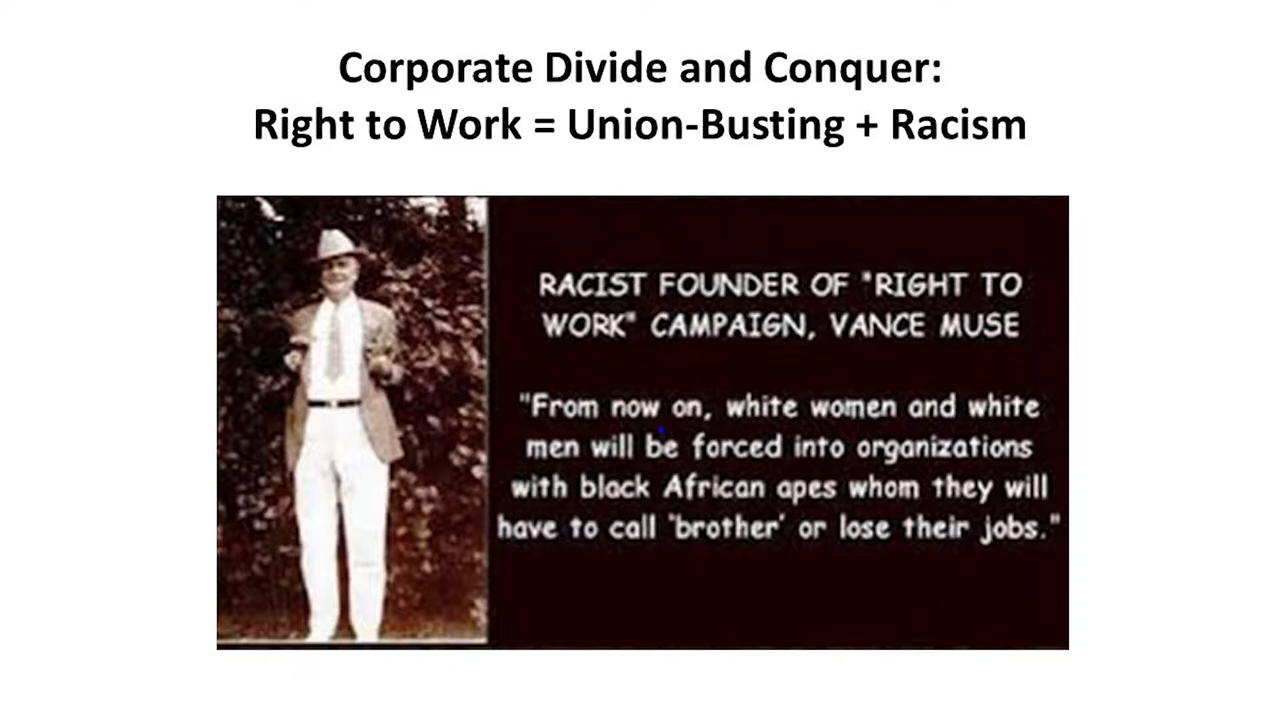 Corporate Divide and Conquer:
Right to Work = Union-Busting + Racism
RACIST FOUNDER OF "RIGHT TO
WORK" CAMPAIGN, VANCE MUSE
"From now on, white women and white
men will be forced into organizations
with black African apes whom they will
have to call 'brother' or lose their jobs."